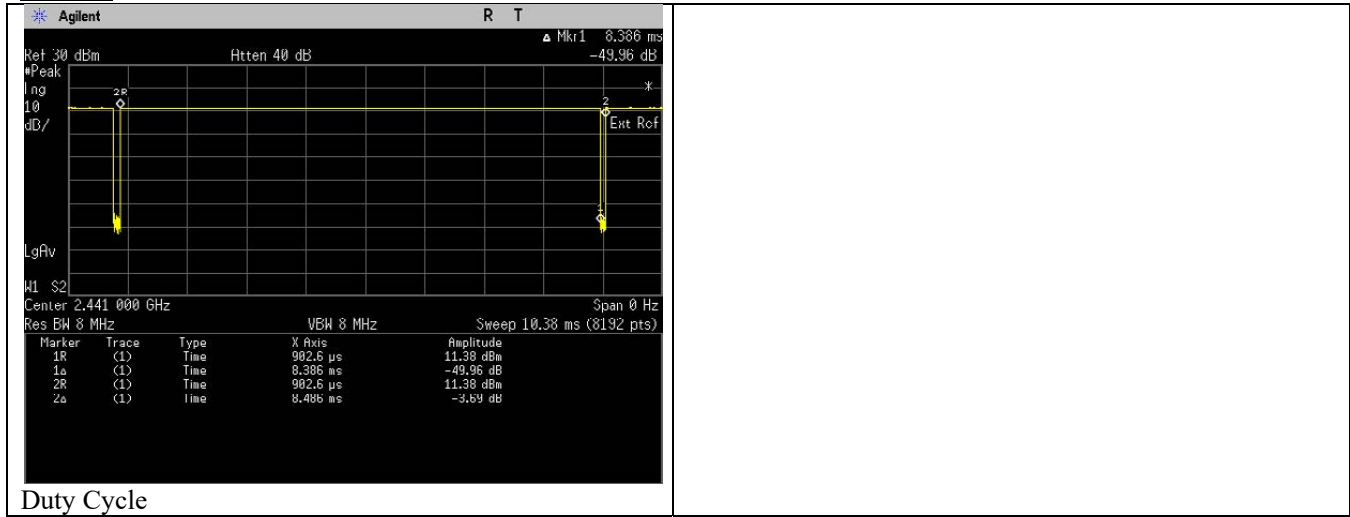 Agilent R T
Δ Mkr1 8.386 ms
Ref 30 dBm Atten 40 dB -49.96 dB
#Peak
Log
10
dB/
2R
*
2
Ext Ref
1
LgAv
W1 S2
Center 2.441 000 GHz Span 0 Hz
Res BW 8 MHz VBW 8 MHz Sweep 10.38 ms (8192 pts)
Marker Trace Type X Axis Amplitude
1R (1) Time 902.6 µs 11.38 dBm
1Δ (1) Time 8.386 ms -49.96 dB
2R (1) Time 902.6 µs 11.38 dBm
2Δ (1) Time 8.486 ms -3.69 dB
Duty Cycle